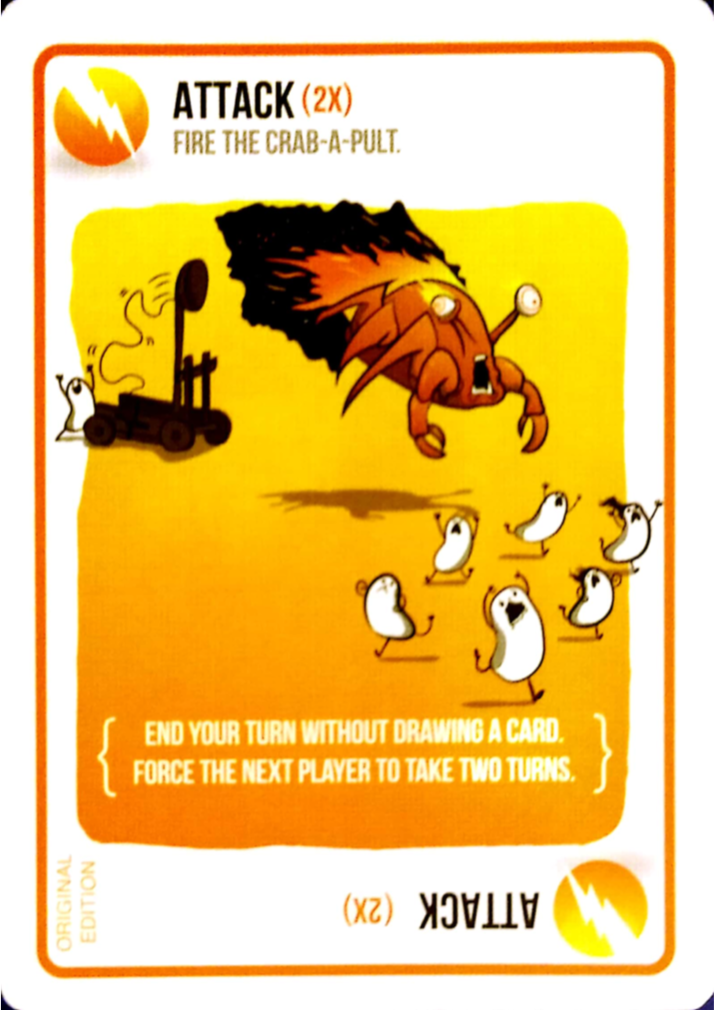 ATTACK (2X)
FIRE THE CRAB-A-PULT.
END YOUR TURN WITHOUT DRAWING A CARD.
FORCE THE NEXT PLAYER TO TAKE TWO TURNS.
ORIGINAL
EDITION
ATTACK (2X)